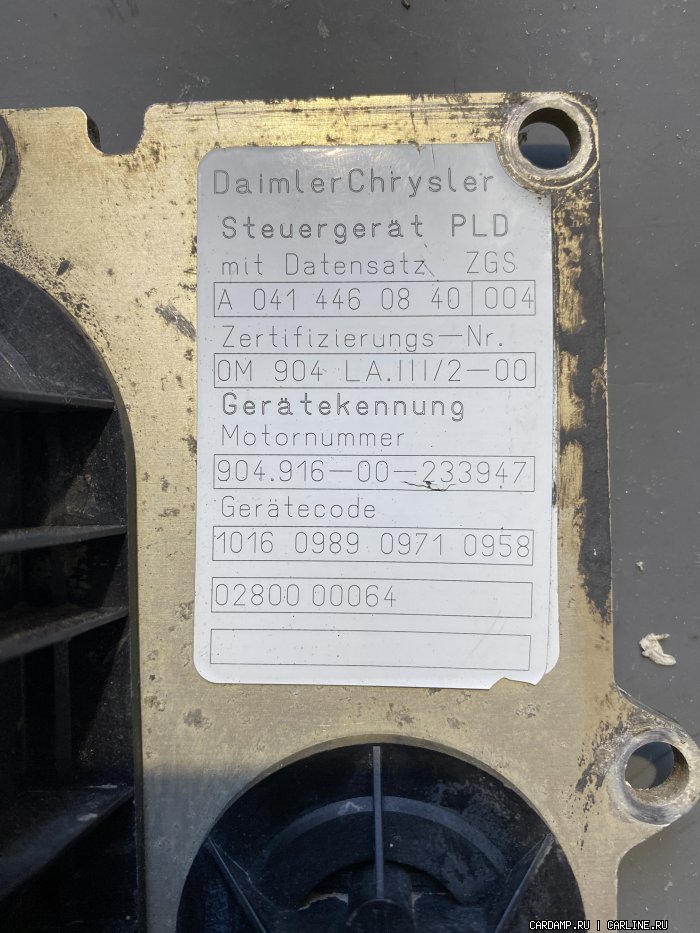 DaimlerChrysler
Steuergerät PLD
mit Datensatz ZGS
A 041 446 08 40 004
Zertifizierungs-Nr.
OM 904 LA.III/2-00
Gerätekennung
Motornummer
904.916-00-233947
Gerätecode
1016 0989 0971 0958
02800 00064
CARDAMP.RU | CARLINE.RU